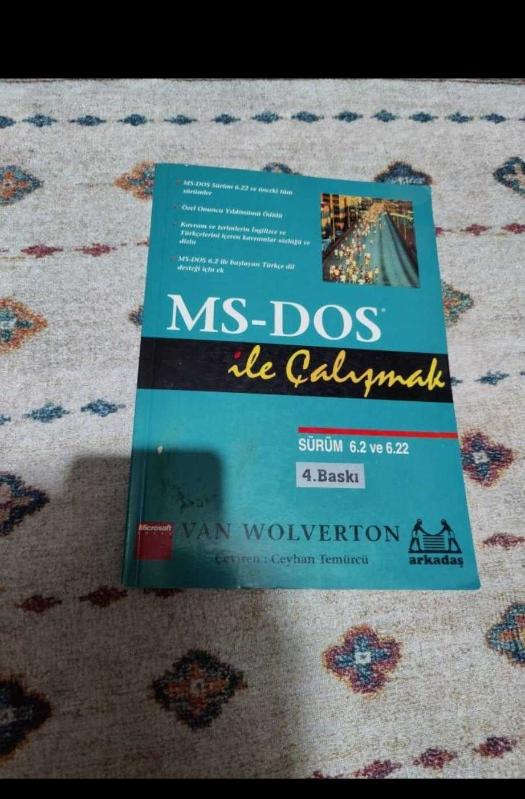 MS-DOS Sürüm 6.22 ve önceki tüm
sürümler
Özel Onuncu Yıldönümü Ödülü
Kavram ve terimlerin İngilizce ve
Türkçelerini içeren kavramlar sözlüğü ve
dizin
MS-DOS 6.2 ile başlayan Türkçe dil
desteği için ek
MS-DOS®
ile Çalışmak
SÜRÜM 6.2 ve 6.22
4.Baskı
Microsoft
VAN WOLVERTON
Çeviren : Ceyhan Temürcü
arkadaş